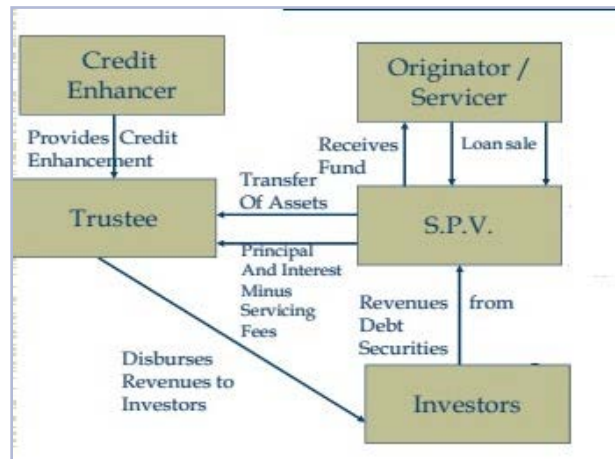 Credit
Enhancer
Originator /
Servicer
Provides Credit
Enhancement
Receives
Fund
Loan sale
Transfer
Of Assets
Trustee
S.P.V.
Principal
And Interest
Minus
Servicing
Fees
Revenues from
Debt
Securities
Disburses
Revenues to
Investors
Investors